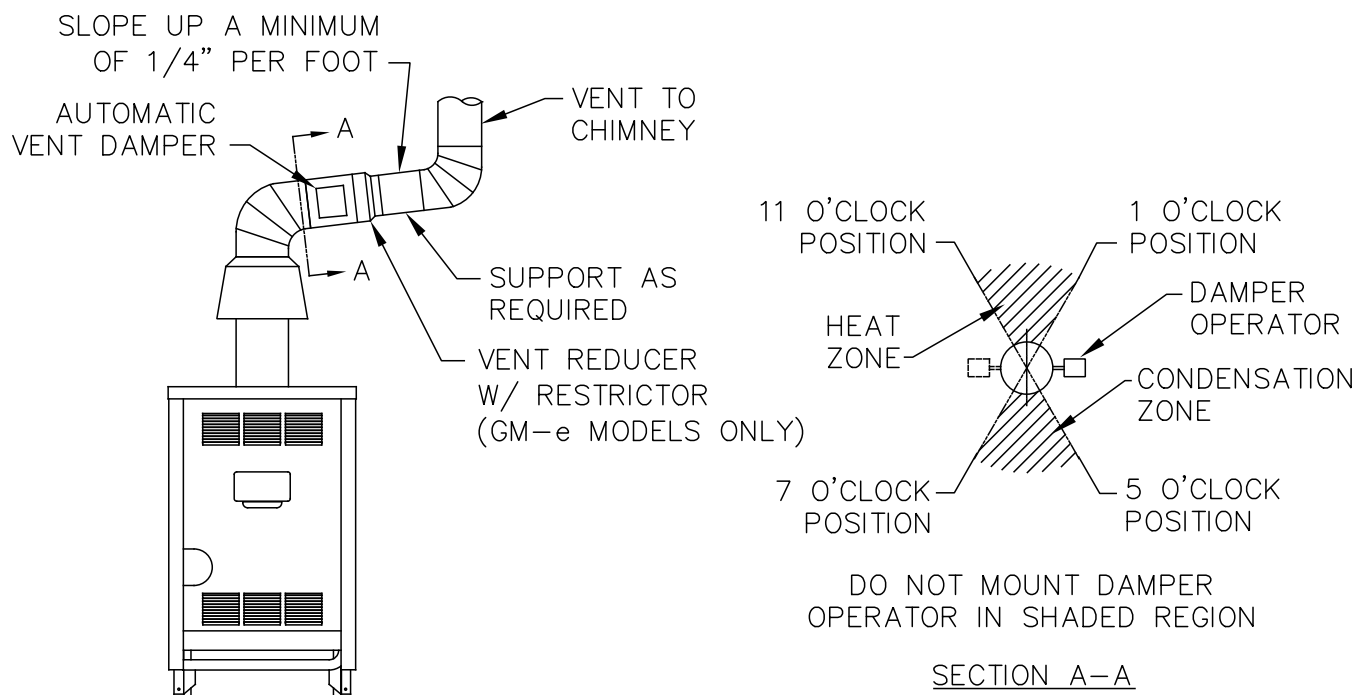 SLOPE UP A MINIMUM
OF 1/4” PER FOOT
AUTOMATIC
VENT DAMPER
A
A
VENT TO
CHIMNEY
SUPPORT AS
REQUIRED
VENT REDUCER
W/ RESTRICTOR
(GM–e MODELS ONLY)
11 O’CLOCK
POSITION
1 O’CLOCK
POSITION
HEAT
ZONE
DAMPER
OPERATOR
CONDENSATION
ZONE
7 O’CLOCK
POSITION
5 O’CLOCK
POSITION
DO NOT MOUNT DAMPER
OPERATOR IN SHADED REGION
SECTION A–A